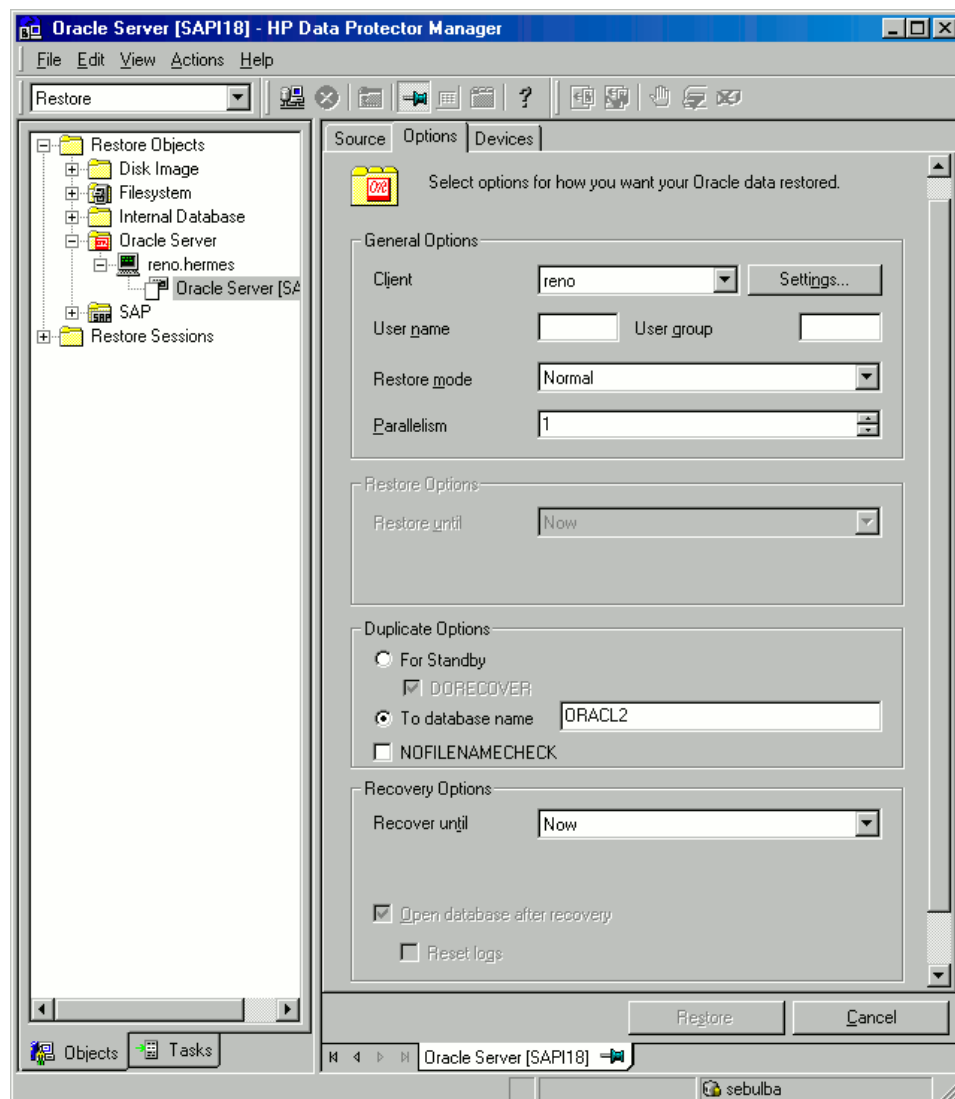 Oracle Server [SAPI18] - HP Data Protector Manager
File Edit View Actions Help
Restore
Restore Objects
Disk Image
Filesystem
Internal Database
Oracle Server
reno.hermes
Oracle Server [SA
SAP
Restore Sessions
Objects Tasks
Source Options Devices
Select options for how you want your Oracle data restored.
General Options
Client reno Settings...
User name User group
Restore mode Normal
Parallelism 1
Restore Options
Restore until Now
Duplicate Options
For Standby
DORECOVER
To database name ORACL2
NOFILENAMECHECK
Recovery Options
Recover until Now
Open database after recovery
Reset logs
Restore Cancel
Oracle Server [SAPI18]
sebulba